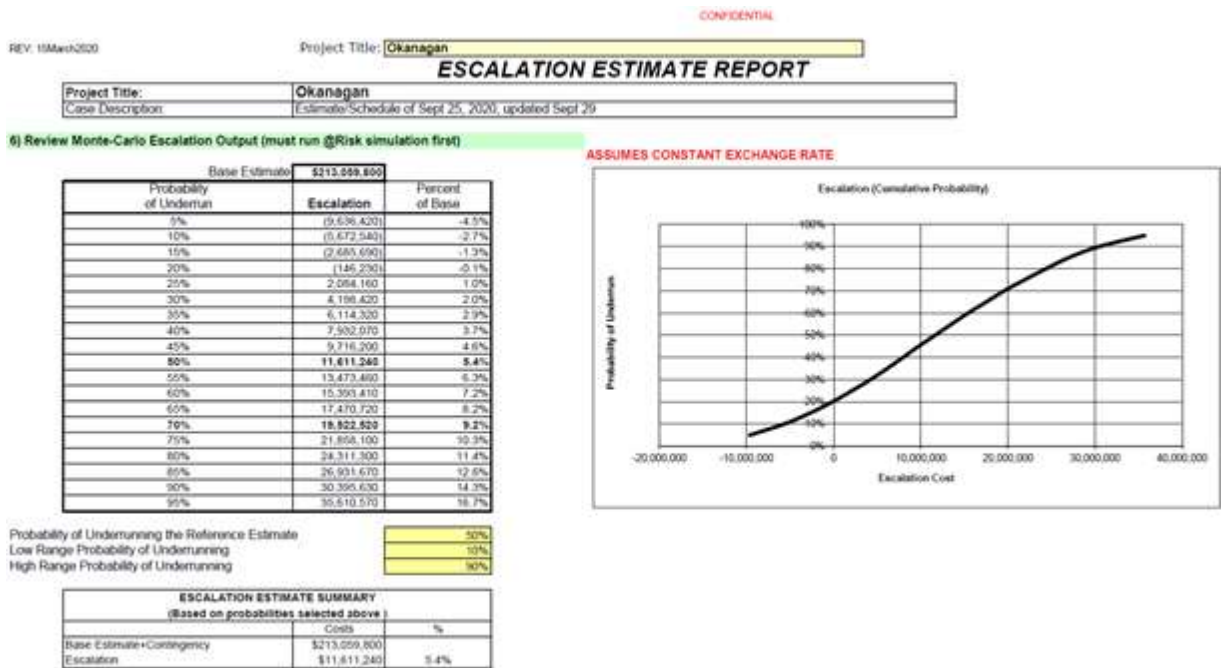 CONFIDENTIAL
REV: 15March2020 Project Title: Okanagan
ESCALATION ESTIMATE REPORT
Project Title: Okanagan
Case Description: Estimate/Schedule of Sept 25, 2020, updated Sept 29
6) Review Monte-Carlo Escalation Output (must run @Risk simulation first)
ASSUMES CONSTANT EXCHANGE RATE
Base Estimate $213,059,800
Probability of Underrun Escalation Percent of Base
5% (9,636,420) -4.5%
10% (5,672,540) -2.7%
15% (2,685,690) -1.3%
20% (146,230) -0.1%
25% 2,084,160 1.0%
30% 4,198,420 2.0%
35% 6,114,320 2.9%
40% 7,932,070 3.7%
45% 9,716,200 4.6%
50% 11,611,240 5.4%
55% 13,473,460 6.3%
60% 15,393,410 7.2%
65% 17,470,720 8.2%
70% 19,522,520 9.2%
75% 21,858,100 10.3%
80% 24,311,300 11.4%
85% 26,931,670 12.6%
90% 30,395,630 14.3%
95% 35,610,570 16.7%
Escalation (Cumulative Probability)
Probability of Underrun
100%
90%
80%
70%
60%
50%
40%
30%
20%
10%
0%
-20,000,000 -10,000,000 0 10,000,000 20,000,000 30,000,000 40,000,000
Escalation Cost
Probability of Underrunning the Reference Estimate 50%
Low Range Probability of Underrunning 10%
High Range Probability of Underrunning 90%
ESCALATION ESTIMATE SUMMARY
(Based on probabilities selected above )
Costs %
Base Estimate+Contingency $213,059,800
Escalation $11,611,240 5.4%